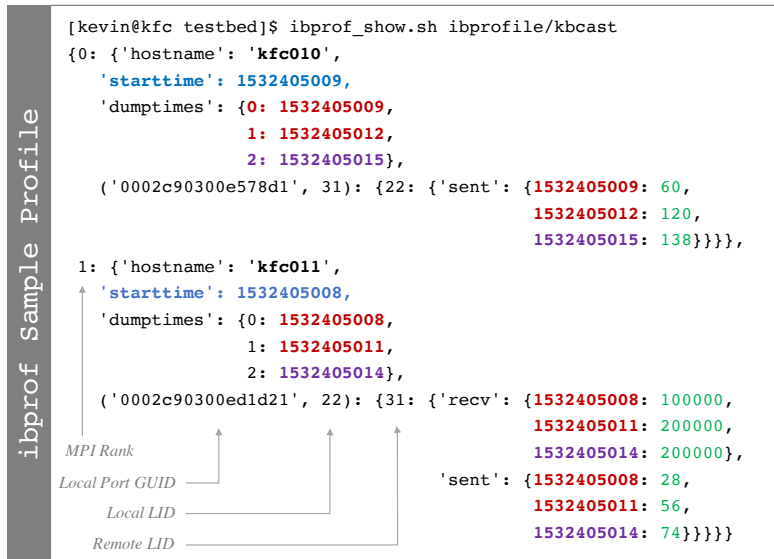 ibprof Sample Profile
[kevin@kfc testbed]$ ibprof_show.sh ibprofile/kbcast
{0: {'hostname': 'kfc010',
'starttime': 1532405009,
'dumptimes': {0: 1532405009,
1: 1532405012,
2: 1532405015},
('0002c90300e578d1', 31): {22: {'sent': {1532405009: 60,
1532405012: 120,
1532405015: 138}}}},
1: {'hostname': 'kfc011',
'starttime': 1532405008,
'dumptimes': {0: 1532405008,
1: 1532405011,
2: 1532405014},
('0002c90300ed1d21', 22): {31: {'recv': {1532405008: 100000,
1532405011: 200000,
1532405014: 200000},
'sent': {1532405008: 28,
1532405011: 56,
1532405014: 74}}}}}
MPI Rank
Local Port GUID
Local LID
Remote LID